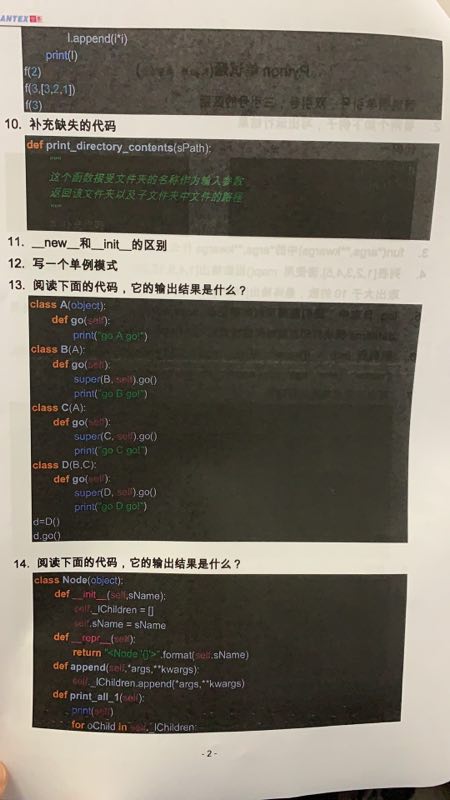 ANTEX
l.append(i*i)
print(l)
f(2)
f(3,[3,2,1])
f(3)
10. 补充缺失的代码
def print_directory_contents(sPath):
"""
这个函数接受文件夹的名称作为输入参数
返回该文件夹以及子文件夹中文件的路径
"""
11. __new__和__init__的区别
12. 写一个单例模式
13. 阅读下面的代码，它的输出结果是什么？
class A(object):
def go(self):
print("go A go!")
class B(A):
def go(self):
super(B, self).go()
print("go B go!")
class C(A):
def go(self):
super(C, self).go()
print("go C go!")
class D(B,C):
def go(self):
super(D, self).go()
print("go D go!")
d=D()
d.go()
14. 阅读下面的代码，它的输出结果是什么？
class Node(object):
def __init__(self,sName):
self._lChildren = []
self.sName = sName
def __repr__(self):
return "<Node '{}'>".format(self.sName)
def append(self,*args,**kwargs):
self._lChildren.append(*args,**kwargs)
def print_all_1(self):
print(self)
for oChild in self._lChildren:
- 2 -